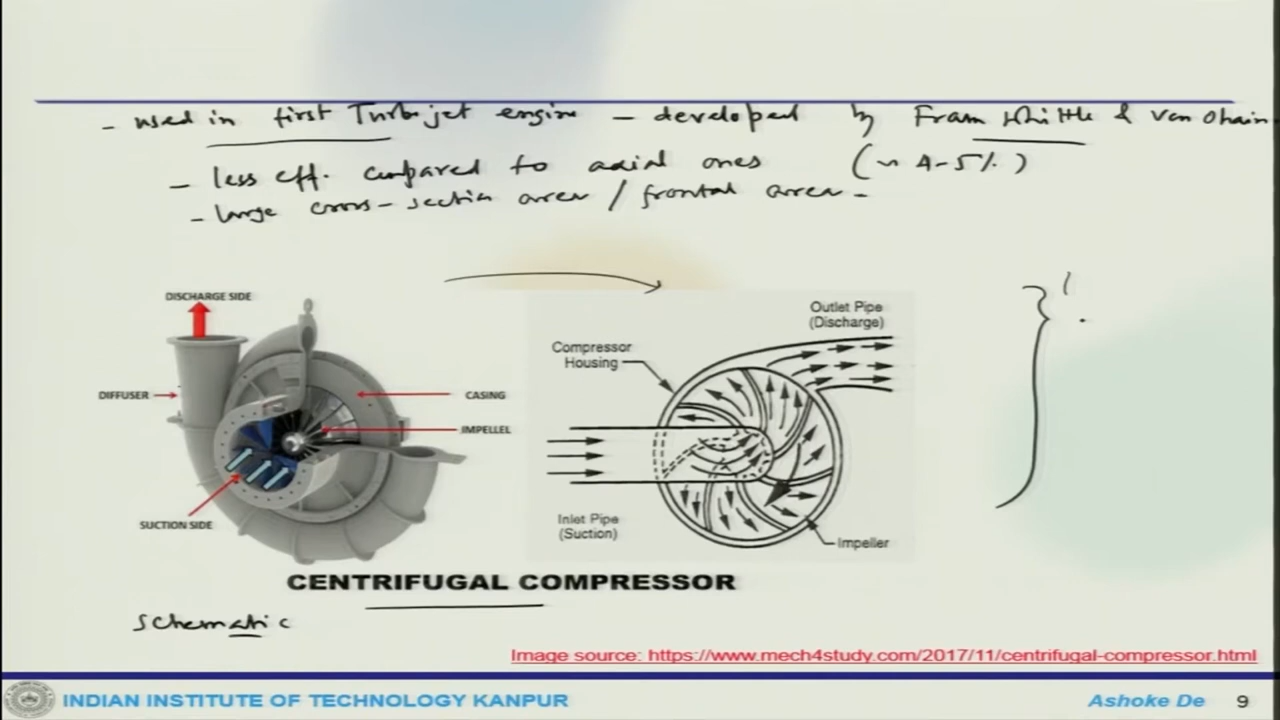 - used in first Turbojet engine - developed by Fram Whittle & Von Ohain
- less eff. compared to axial ones (~ 4-5%)
- large cross-section area / frontal area -
DISCHARGE SIDE
DIFFUSER
CASING
IMPELLEL
SUCTION SIDE
Outlet Pipe
(Discharge)
Compressor
Housing
Inlet Pipe
(Suction)
Impeller
CENTRIFUGAL COMPRESSOR
Schematic
Image source: https://www.mech4study.com/2017/11/centrifugal-compressor.html
INDIAN INSTITUTE OF TECHNOLOGY KANPUR
Ashoke De 9